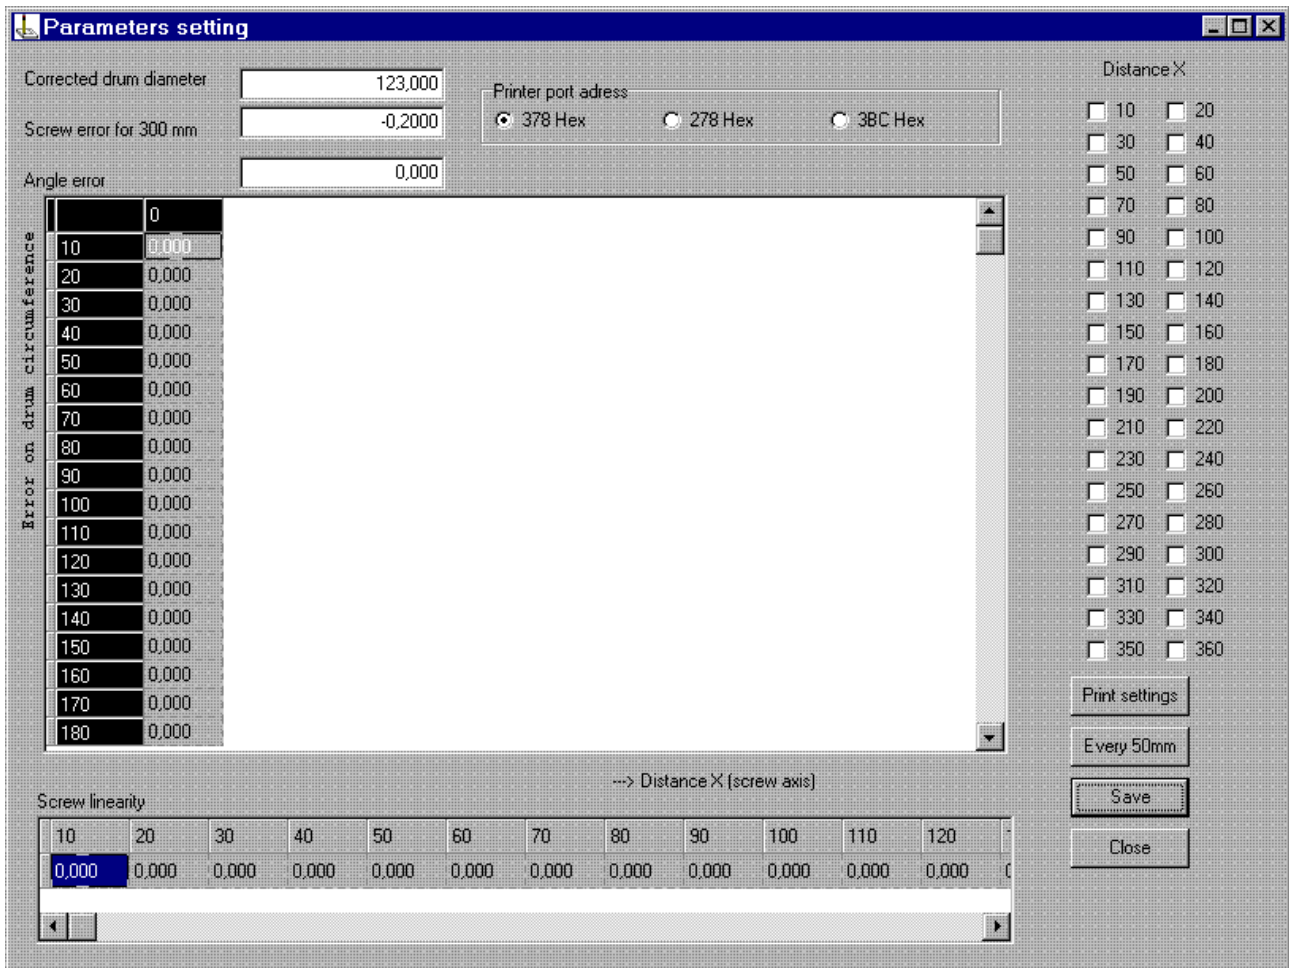 Parameters setting
Corrected drum diameter 123,000
Screw error for 300 mm -0,2000
Angle error 0,000
Printer port adress
378 Hex 278 Hex 3BC Hex
Error on drum circumference
0
10 0,000
20 0,000
30 0,000
40 0,000
50 0,000
60 0,000
70 0,000
80 0,000
90 0,000
100 0,000
110 0,000
120 0,000
130 0,000
140 0,000
150 0,000
160 0,000
170 0,000
180 0,000
---> Distance X (screw axis)
Screw linearity
10 20 30 40 50 60 70 80 90 100 110 120
0,000 0,000 0,000 0,000 0,000 0,000 0,000 0,000 0,000 0,000 0,000 0,000
Distance X
10 20
30 40
50 60
70 80
90 100
110 120
130 140
150 160
170 180
190 200
210 220
230 240
250 260
270 280
290 300
310 320
330 340
350 360
Print settings
Every 50mm
Save
Close